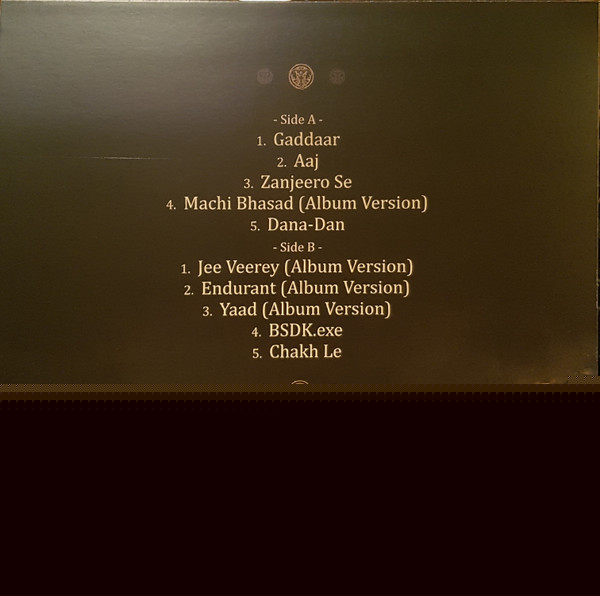 - Side A -
1. Gaddaar
2. Aaj
3. Zanjeero Se
4. Machi Bhasad (Album Version)
5. Dana-Dan
- Side B -
1. Jee Veerey (Album Version)
2. Endurant (Album Version)
3. Yaad (Album Version)
4. BSDK.exe
5. Chakh Le